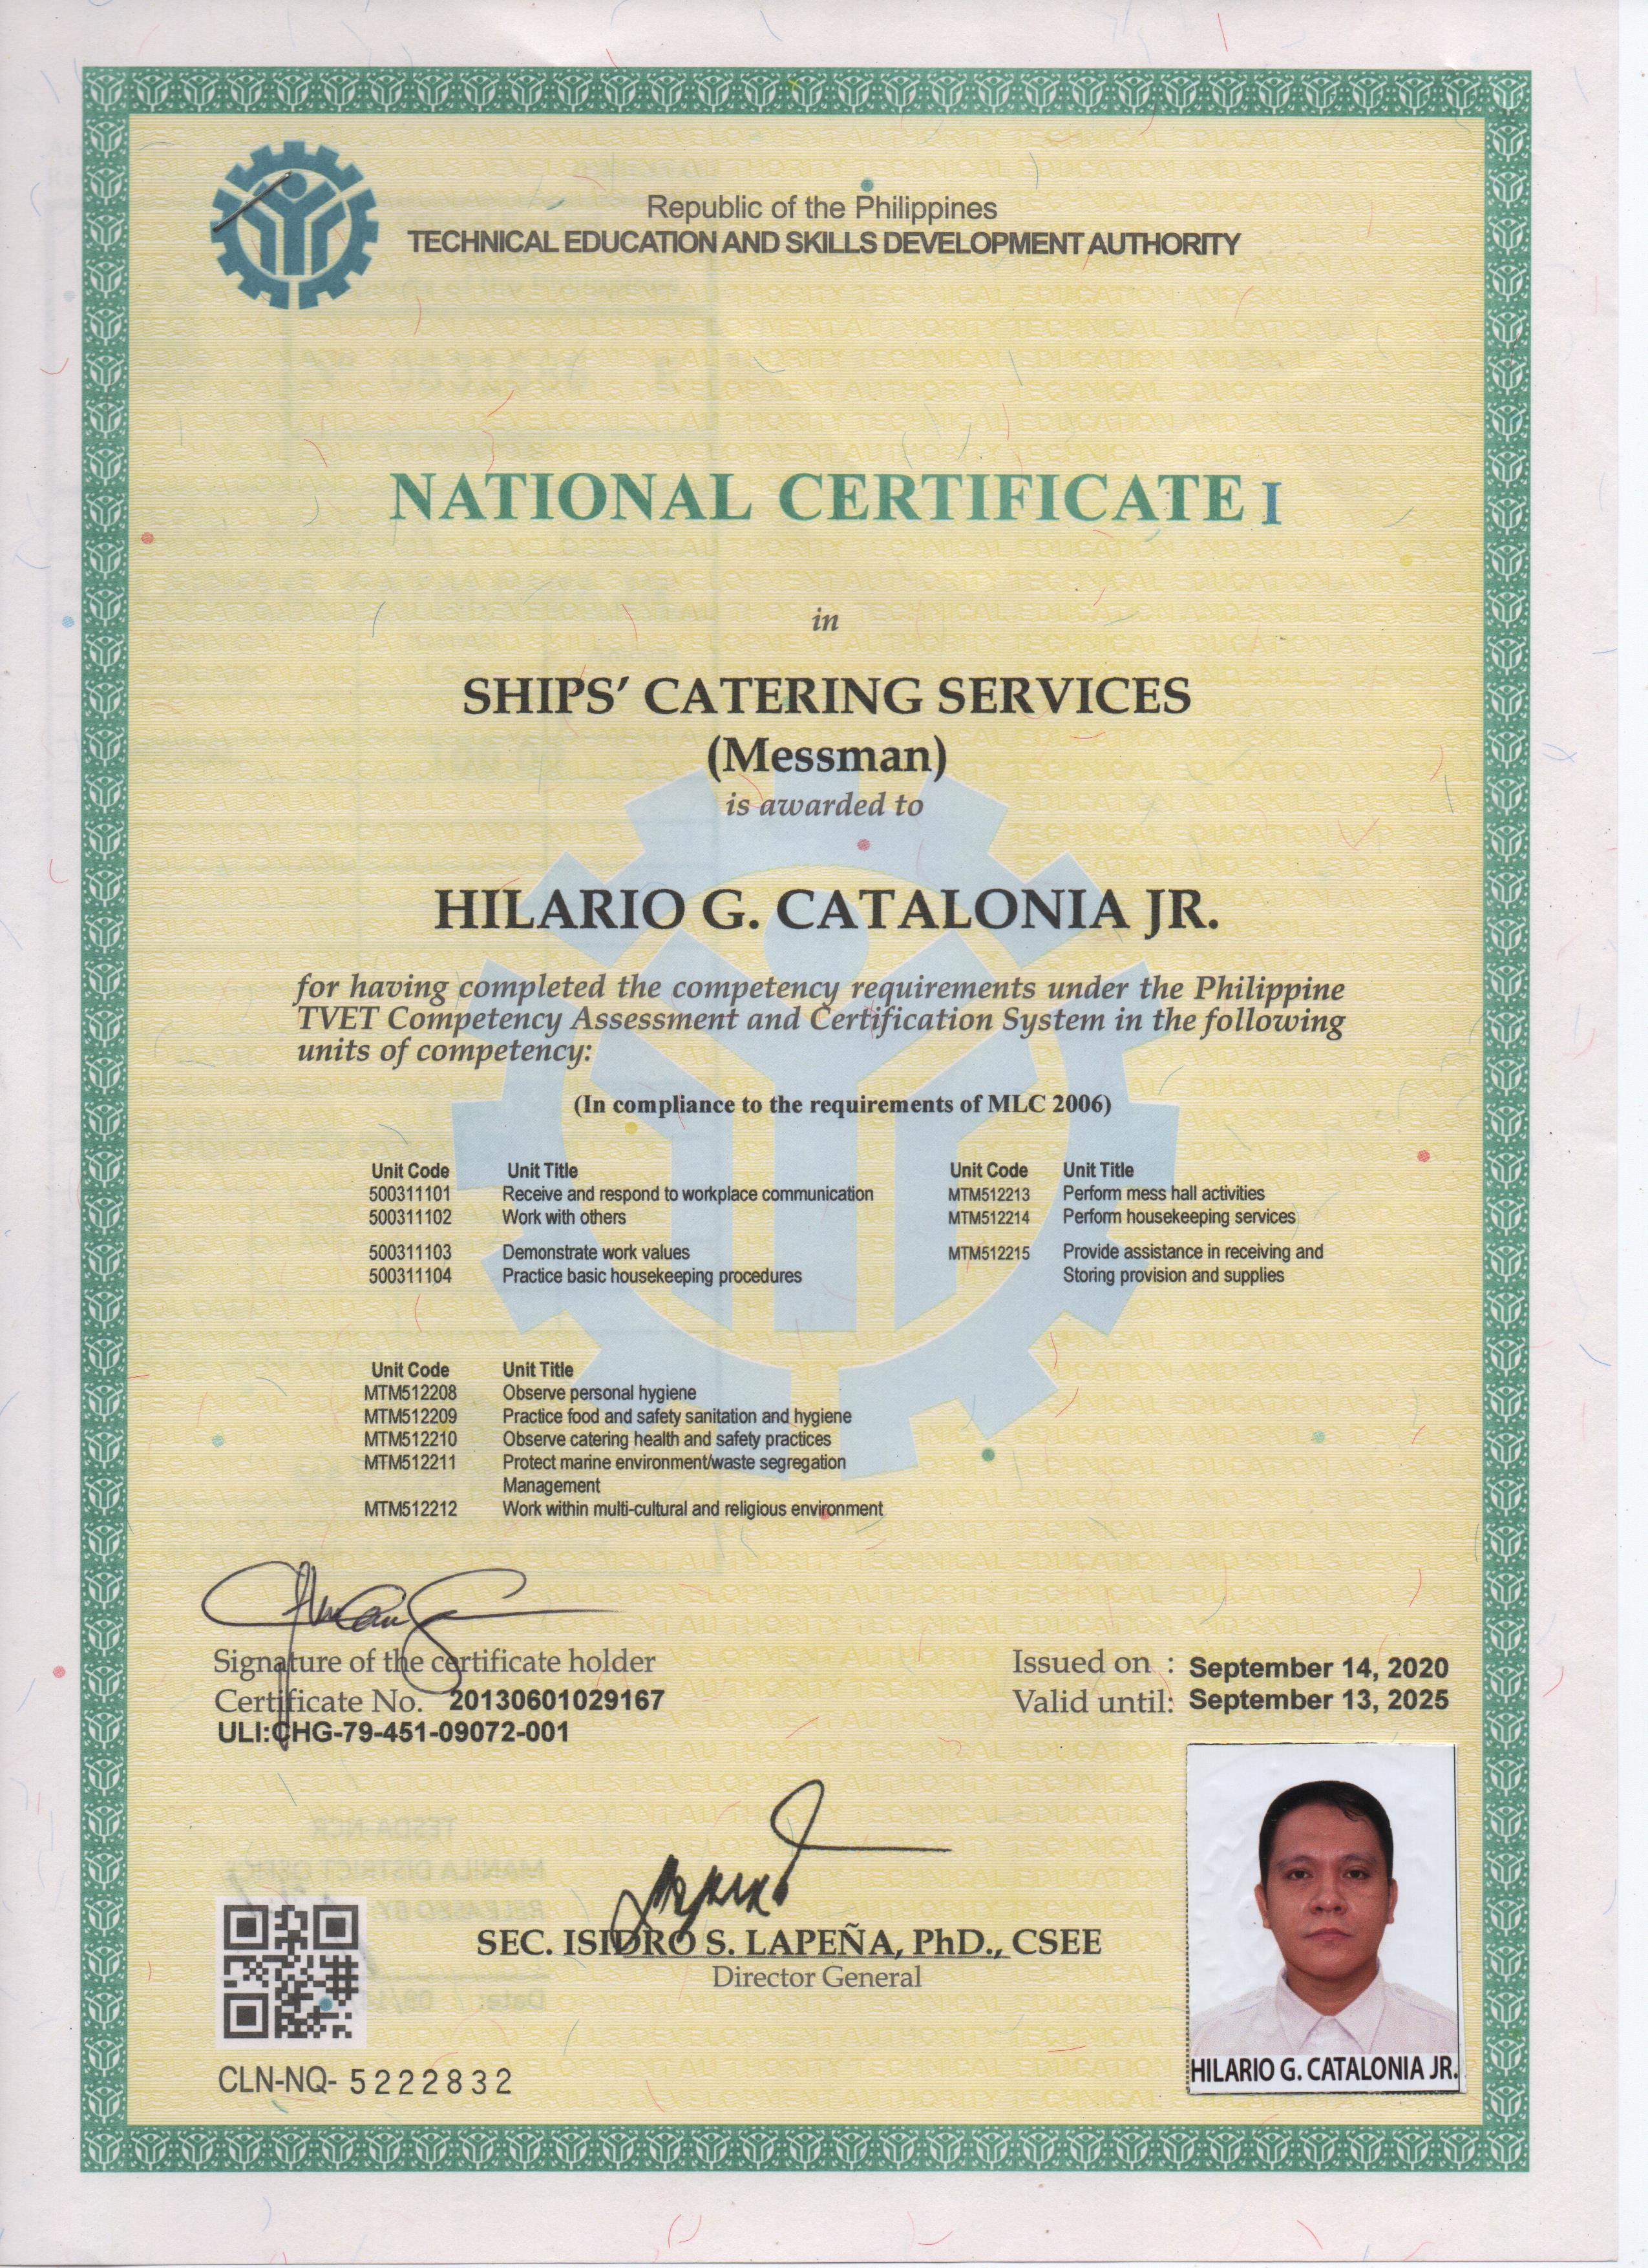 Republic of the Philippines
TECHNICAL EDUCATION AND SKILLS DEVELOPMENT AUTHORITY
NATIONAL CERTIFICATE I
in
SHIPS’ CATERING SERVICES
(Messman)
is awarded to
HILARIO G. CATALONIA JR.
for having completed the competency requirements under the Philippine
TVET Competency Assessment and Certification System in the following
units of competency:
(In compliance to the requirements of MLC 2006)
Unit Code Unit Title
500311101 Receive and respond to workplace communication
500311102 Work with others
500311103 Demonstrate work values
500311104 Practice basic housekeeping procedures
Unit Code Unit Title
MTM512213 Perform mess hall activities
MTM512214 Perform housekeeping services
MTM512215 Provide assistance in receiving and
Storing provision and supplies
Unit Code Unit Title
MTM512208 Observe personal hygiene
MTM512209 Practice food and safety sanitation and hygiene
MTM512210 Observe catering health and safety practices
MTM512211 Protect marine environment/waste segregation
Management
MTM512212 Work within multi-cultural and religious environment
Signature of the certificate holder
Certificate No. 20130601029167
ULI:CHG-79-451-09072-001
Issued on : September 14, 2020
Valid until: September 13, 2025
SEC. ISIDRO S. LAPEÑA, PhD., CSEE
Director General
HILARIO G. CATALONIA JR.
CLN-NQ- 5222832